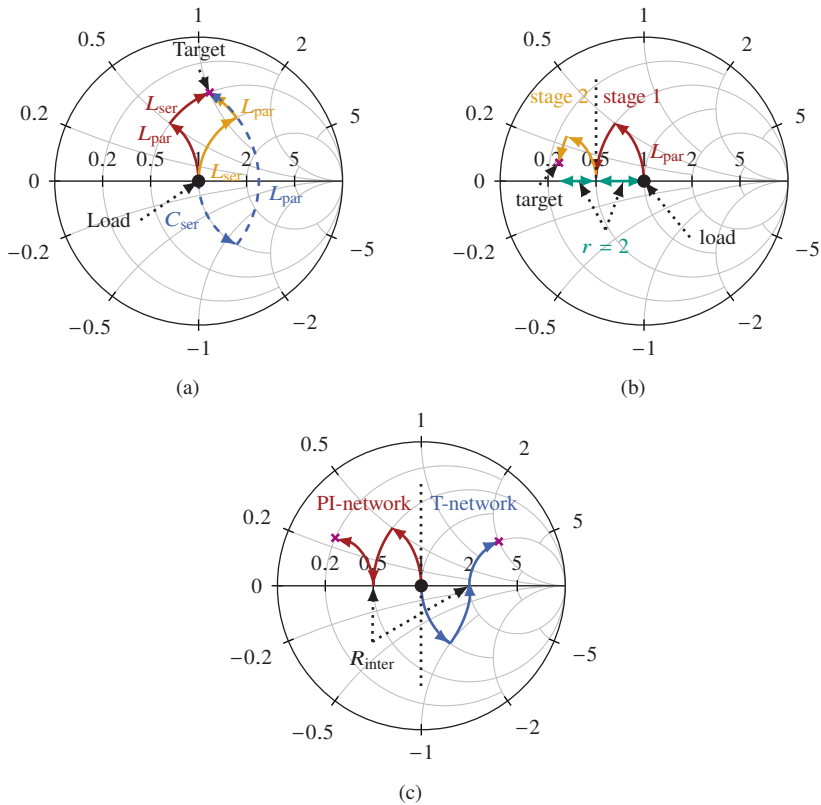 1
0.5
2
Target
0.2
L_ser
L_par
L_par
0.2
0.5
2
5
0
L_ser
L_par
Load
C_ser
−0.2
−5
−0.5
−2
−1
(a)
1
0.5
2
stage 2
stage 1
0.2
5
L_par
0.2
0.5
1
2
5
0
target
load
r = 2
−0.2
−5
−0.5
−2
−1
(b)
1
0.5
2
PI-network
T-network
0.2
5
0.2
0.5
2
5
0
R_inter
−0.2
−5
−0.5
−2
−1
(c)